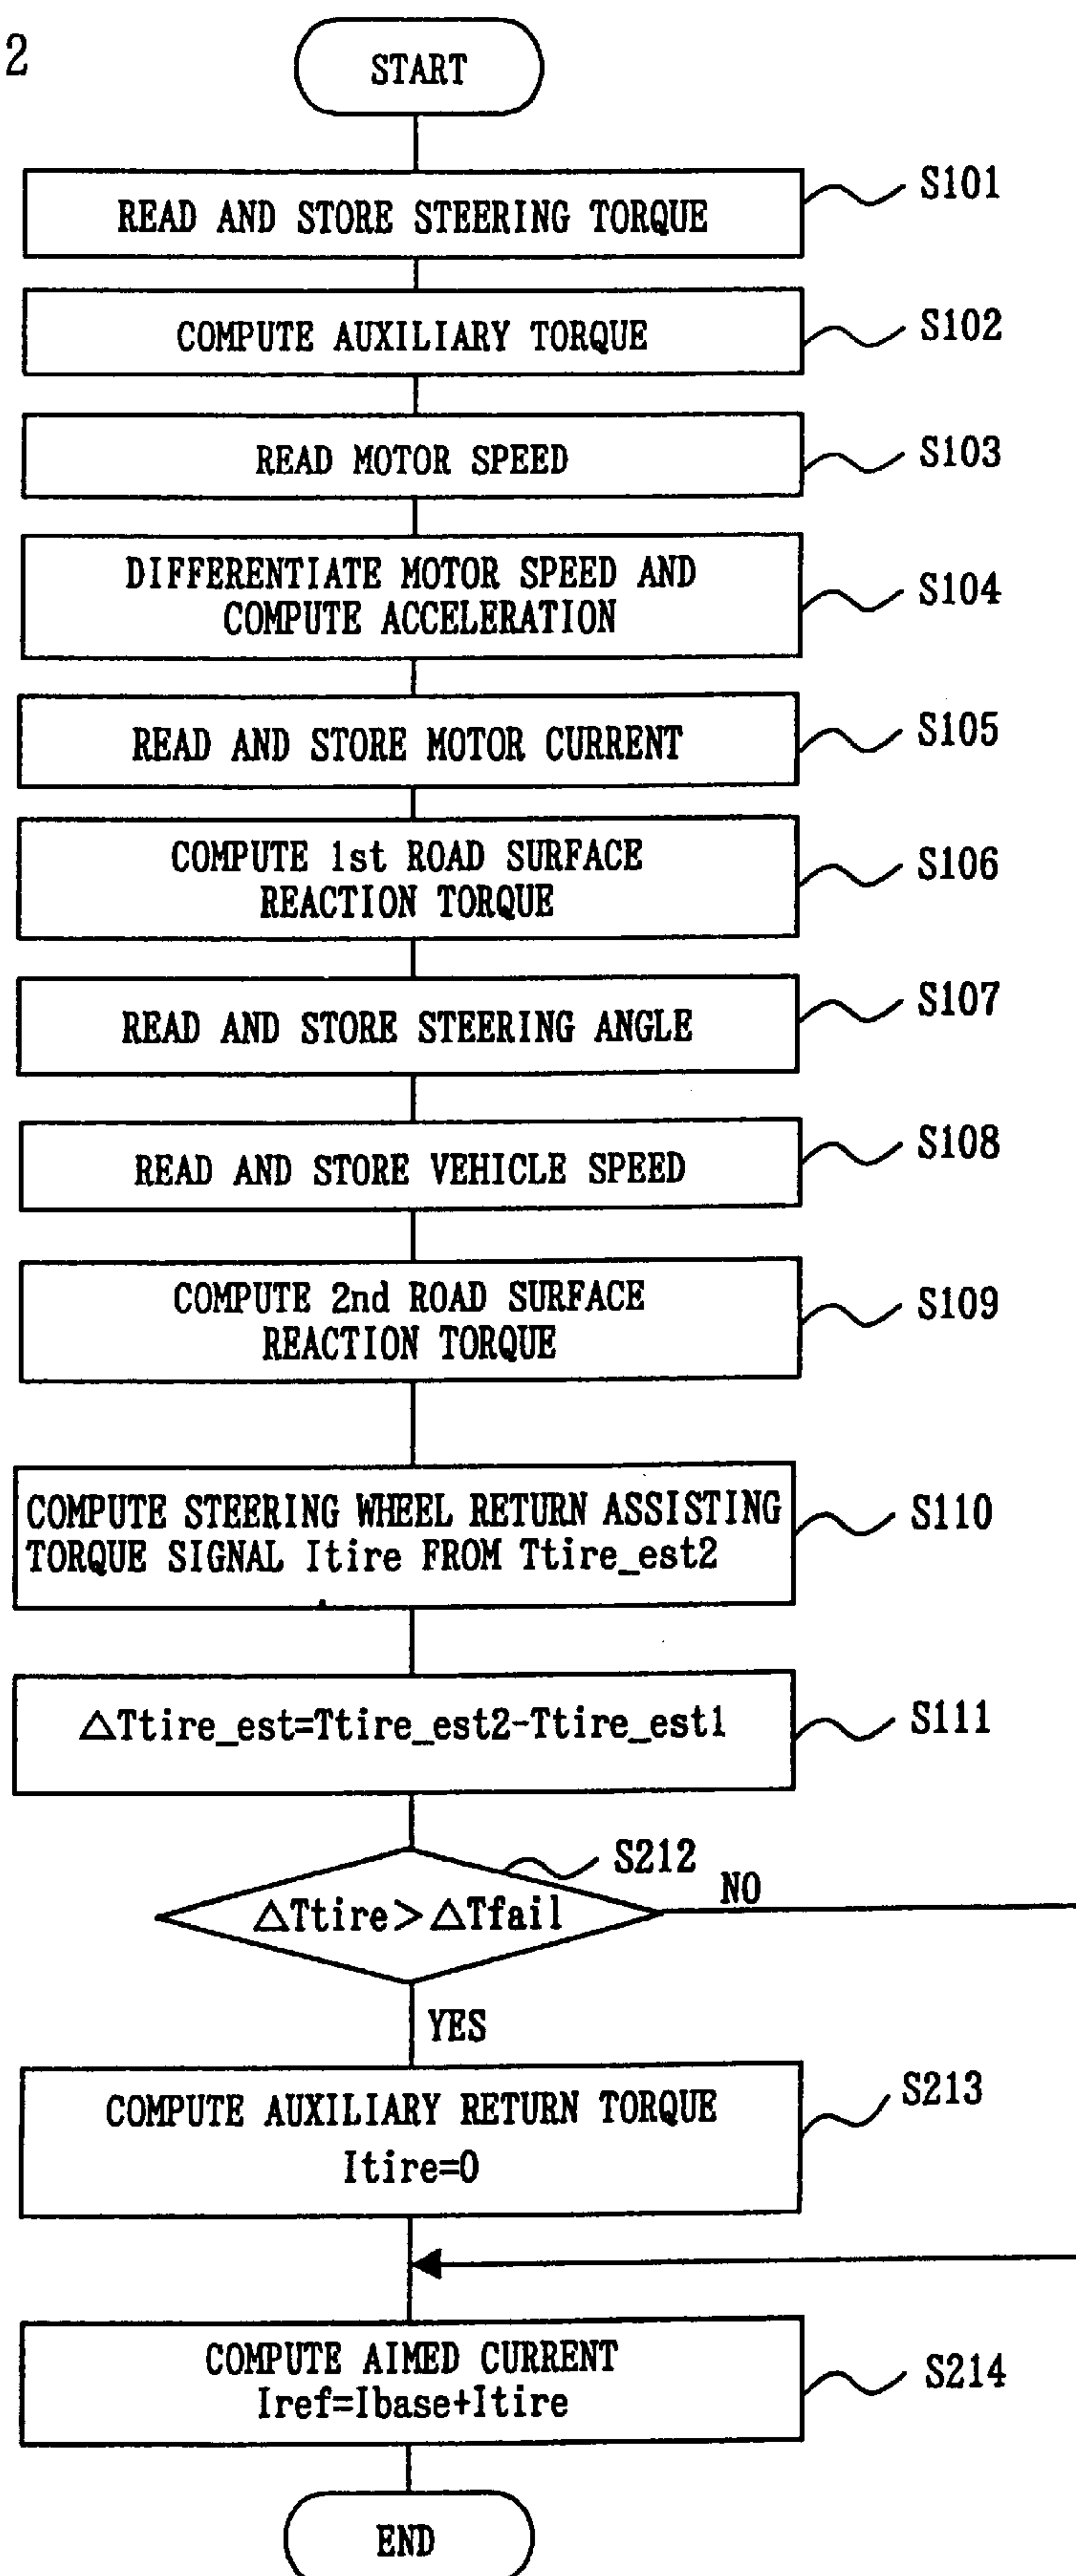 2
START
READ AND STORE STEERING TORQUE
S101
COMPUTE AUXILIARY TORQUE
S102
READ MOTOR SPEED
S103
DIFFERENTIATE MOTOR SPEED AND
COMPUTE ACCELERATION
S104
READ AND STORE MOTOR CURRENT
S105
COMPUTE 1st ROAD SURFACE
REACTION TORQUE
S106
READ AND STORE STEERING ANGLE
S107
READ AND STORE VEHICLE SPEED
S108
COMPUTE 2nd ROAD SURFACE
REACTION TORQUE
S109
COMPUTE STEERING WHEEL RETURN ASSISTING
TORQUE SIGNAL Itire FROM Ttire_est2
S110
△Ttire_est=Ttire_est2-Ttire_est1
S111
S212
△Ttire>△Tfail
NO
YES
COMPUTE AUXILIARY RETURN TORQUE
Itire=0
S213
COMPUTE AIMED CURRENT
Iref=Ibase+Itire
S214
END